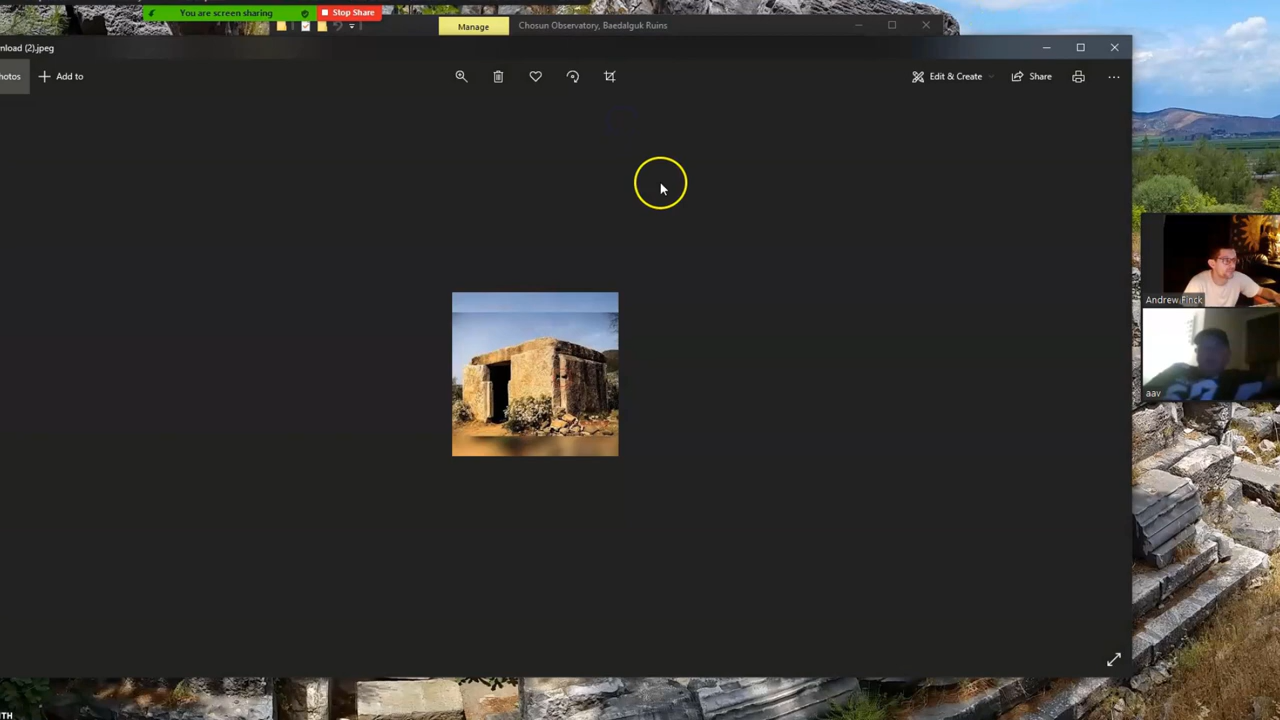 You are screen sharing
Stop Share
Manage
Chosun Observatory, Baedalguk Ruins
nload (2).jpeg
hotos
Add to
Edit & Create
Share
Andrew Finck
aav
ITH